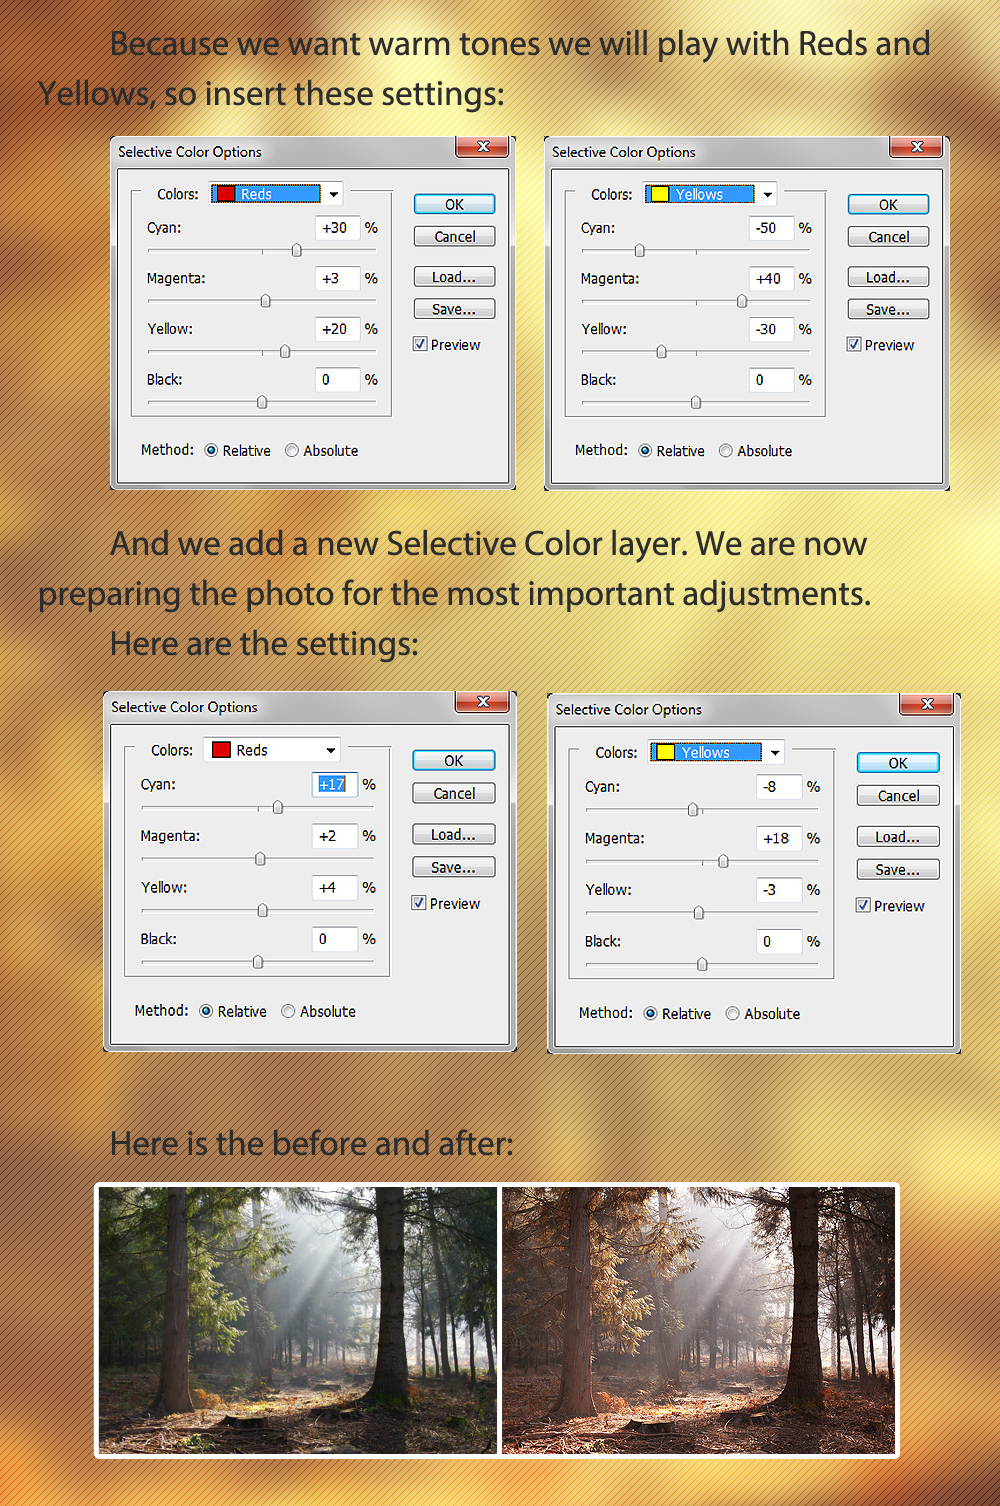 Because we want warm tones we will play with Reds and
Yellows, so insert these settings:
Selective Color Options
Colors: Reds
Cyan: +30 %
Magenta: +3 %
Yellow: +20 %
Black: 0 %
Method: Relative Absolute
OK
Cancel
Load...
Save...
Preview
Selective Color Options
Colors: Yellows
Cyan: -50 %
Magenta: +40 %
Yellow: -30 %
Black: 0 %
Method: Relative Absolute
OK
Cancel
Load...
Save...
Preview
And we add a new Selective Color layer. We are now
preparing the photo for the most important adjustments.
Here are the settings:
Selective Color Options
Colors: Reds
Cyan: +17 %
Magenta: +2 %
Yellow: +4 %
Black: 0 %
Method: Relative Absolute
OK
Cancel
Load...
Save...
Preview
Selective Color Options
Colors: Yellows
Cyan: -8 %
Magenta: +18 %
Yellow: -3 %
Black: 0 %
Method: Relative Absolute
OK
Cancel
Load...
Save...
Preview
Here is the before and after: